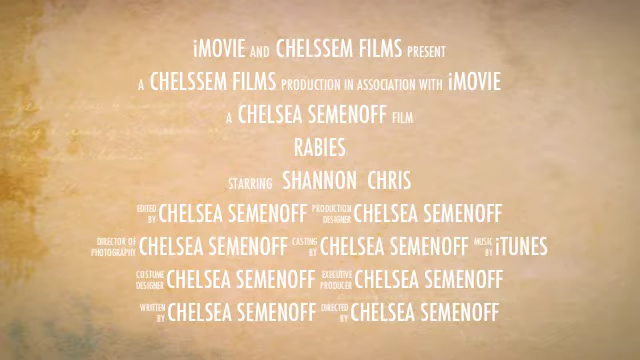 iMOVIE AND CHELSSEM FILMS PRESENT
A CHELSSEM FILMS PRODUCTION IN ASSOCIATION WITH iMOVIE
A CHELSEA SEMENOFF FILM
RABIES
STARRING SHANNON CHRIS
EDITED BY CHELSEA SEMENOFF PRODUCTION DESIGNER CHELSEA SEMENOFF
DIRECTOR OF PHOTOGRAPHY CHELSEA SEMENOFF CASTING BY CHELSEA SEMENOFF MUSIC BY iTUNES
COSTUME DESIGNER CHELSEA SEMENOFF EXECUTIVE PRODUCER CHELSEA SEMENOFF
WRITTEN BY CHELSEA SEMENOFF DIRECTED BY CHELSEA SEMENOFF